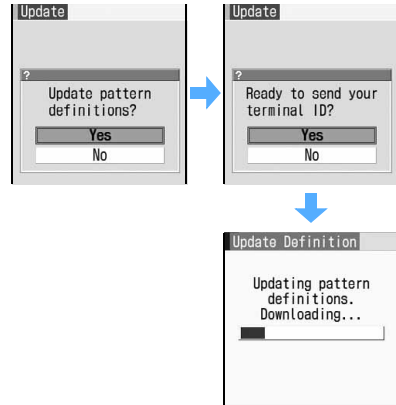 Update
?
Update pattern
definitions?
Yes
No
Update
?
Ready to send your
terminal ID?
Yes
No
Update Definition
Updating pattern
definitions.
Downloading...